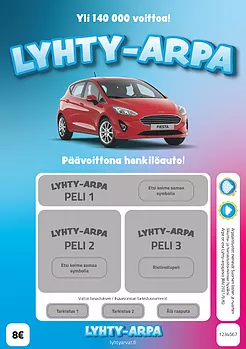 Yli 140 000 voittoa!
LYHTY-ARPA
FIESTA
Päävoittona henkilöauto!
LYHTY-ARPA
PELI 1
Etsi kolme samaa
symbolia
LYHTY-ARPA
PELI 2
Etsi kolme samaa
symbolia
LYHTY-ARPA
PELI 3
Ristinollapeli
Tarkistus 1
Tarkistus 2
Älä raaputa
8€
LYHTY-ARPA
lyhtyarvat.fi
1234567